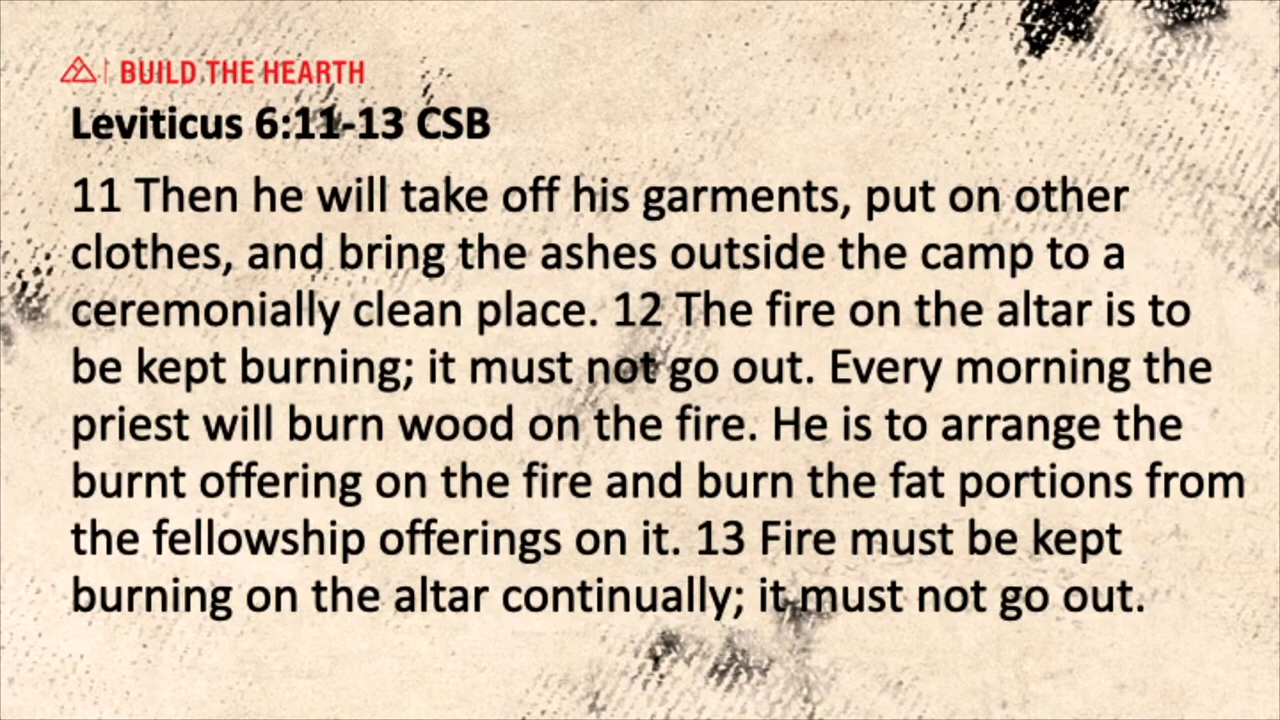 BUILD THE HEARTH
Leviticus 6:11-13 CSB
11 Then he will take off his garments, put on other
clothes, and bring the ashes outside the camp to a
ceremonially clean place. 12 The fire on the altar is to
be kept burning; it must not go out. Every morning the
priest will burn wood on the fire. He is to arrange the
burnt offering on the fire and burn the fat portions from
the fellowship offerings on it. 13 Fire must be kept
burning on the altar continually; it must not go out.